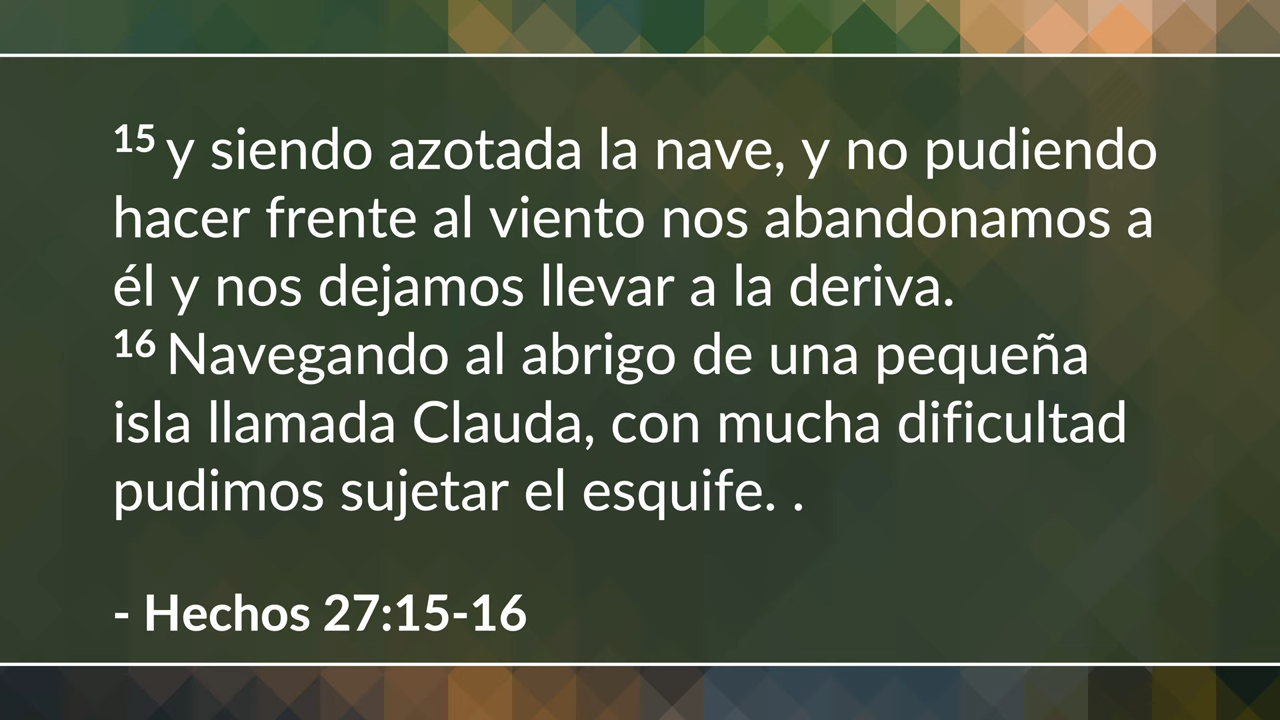 15 y siendo azotada la nave, y no pudiendo
hacer frente al viento nos abandonamos a
él y nos dejamos llevar a la deriva.
16 Navegando al abrigo de una pequeña
isla llamada Clauda, con mucha dificultad
pudimos sujetar el esquife. .
- Hechos 27:15-16